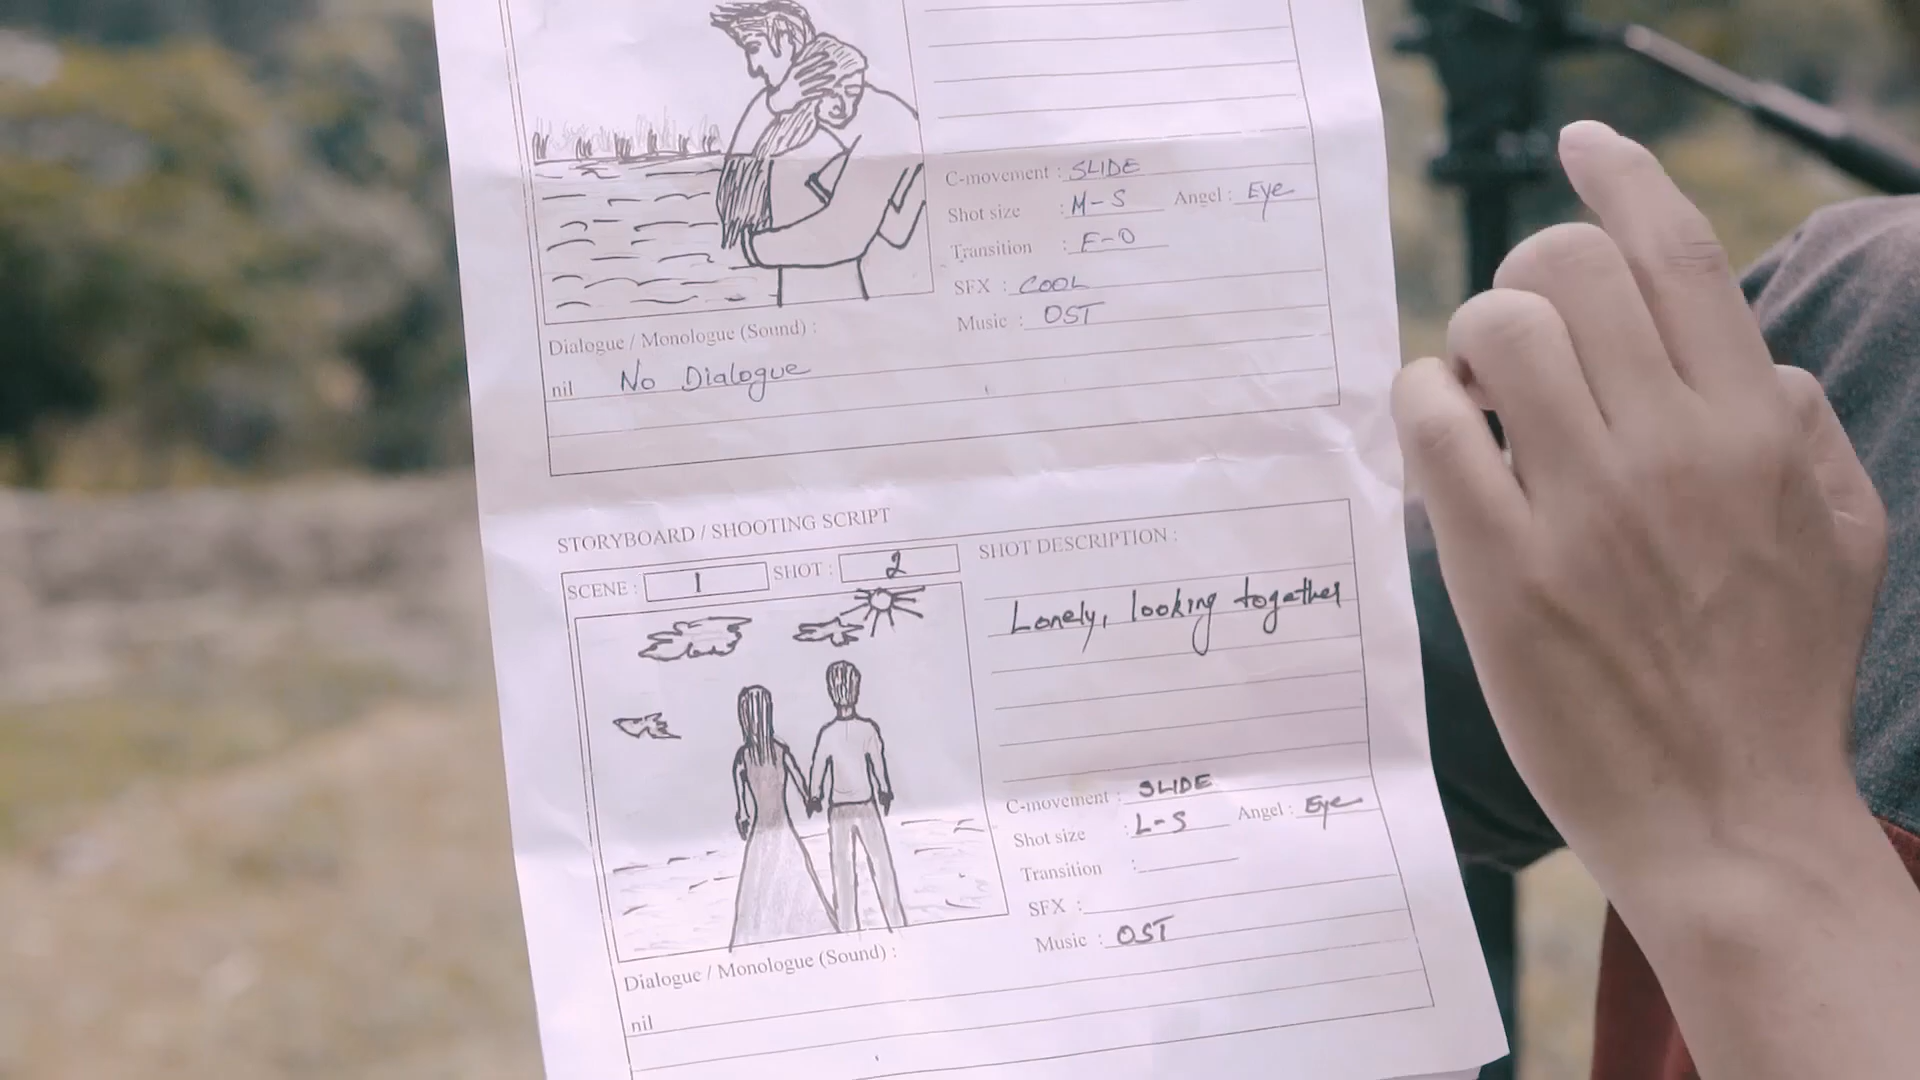 C-movement : SLIDE
Shot size : M-S Angel : Eye
Transition : F-O
SFX : COOL
Music : OST
Dialogue / Monologue (Sound) :
nil No Dialogue
STORYBOARD / SHOOTING SCRIPT
SCENE : 1 SHOT : 2
SHOT DESCRIPTION :
Lonely, looking together
C-movement : SLIDE
Shot size : L-S Angel : Eye
Transition :
SFX :
Music : OST
Dialogue / Monologue (Sound) :
nil